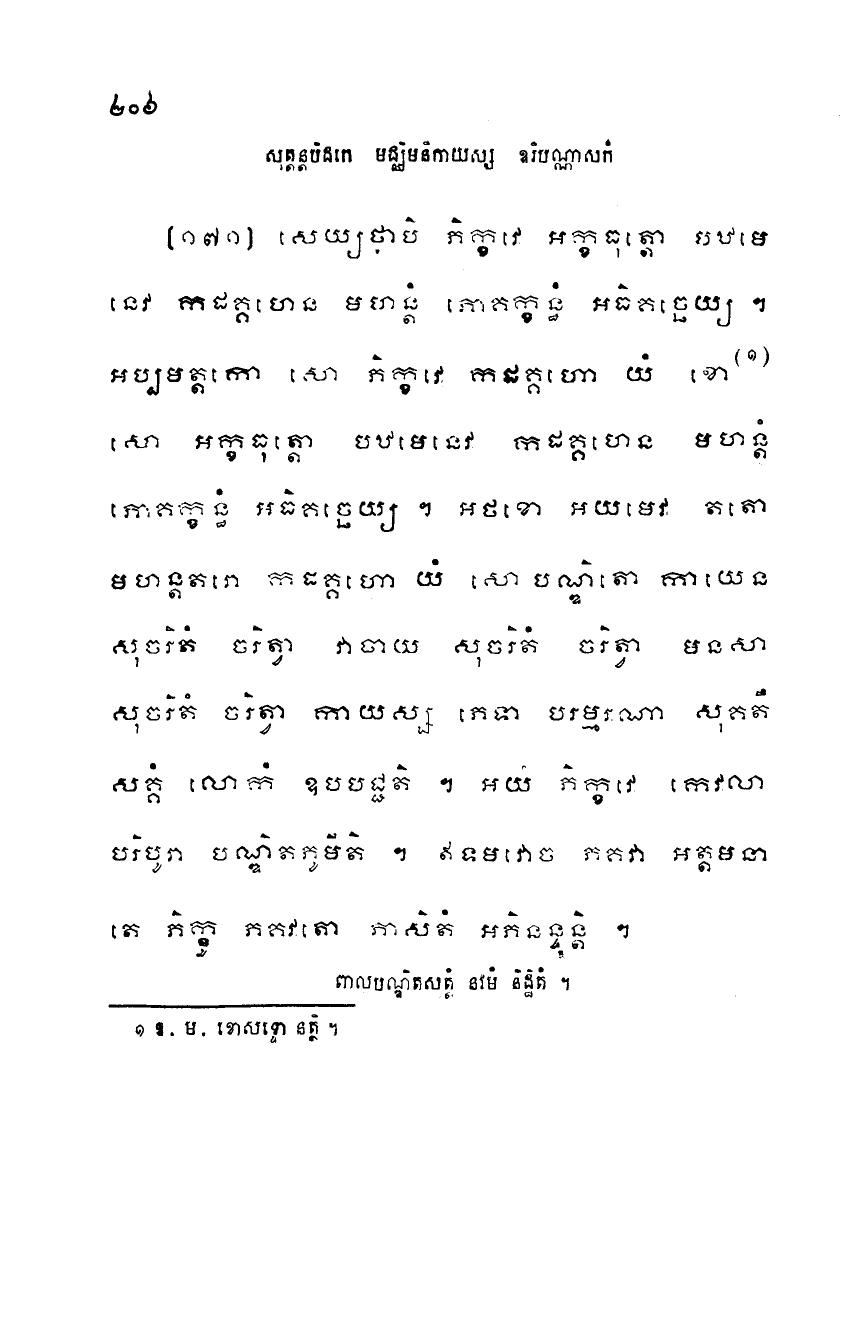 ២០៦
សុត្តន្តបិដកេ មជ្ឈិមនិកាយស្ស ឧបរិបណ្ណាសកំ
[១៧១] សេយ្យថាបិ ភិក្ខវេ អក្ខធុត្តោ បឋមេ
នេវ កដគ្គហេន មហន្តំ ភោគក្ខន្ធំ អធិគច្ឆេយ្យ ។
អប្បមត្តកោ សោ ភិក្ខវេ កដគ្គហោ យំ ខោ(១)
សោ អក្ខធុត្តោ បឋមេនេវ កដគ្គហេន មហន្តំ
ភោគក្ខន្ធំ អធិគច្ឆេយ្យ ។ អថខោ អយមេវ តតោ
មហន្តតរោ កដគ្គហោ យំ សោ បណ្ឌិតោ កាយេន
សុចរិតំ ចរិត្វា វាចាយ សុចរិតំ ចរិត្វា មនសា
សុចរិតំ ចរិត្វា កាយស្ស ភេទា បរម្មរណា សុគតឹ
សគ្គំ លោកំ ឧបបជ្ជតិ ។ អយំ ភិក្ខវេ កេវលា
បរិបូរា បណ្ឌិតភូមីតិ ។ ឥទមវោច ភគវា អត្តមនា
តេ ភិក្ខូ ភគវតោ ភាសិតំ អភិនន្ទុន្តិ ។
ពាលបណ្ឌិតសុត្តំ នវមំ និដ្ឋិតំ ។
១ ឱ. ម. ខោសទ្ទោ នត្ថិ ។